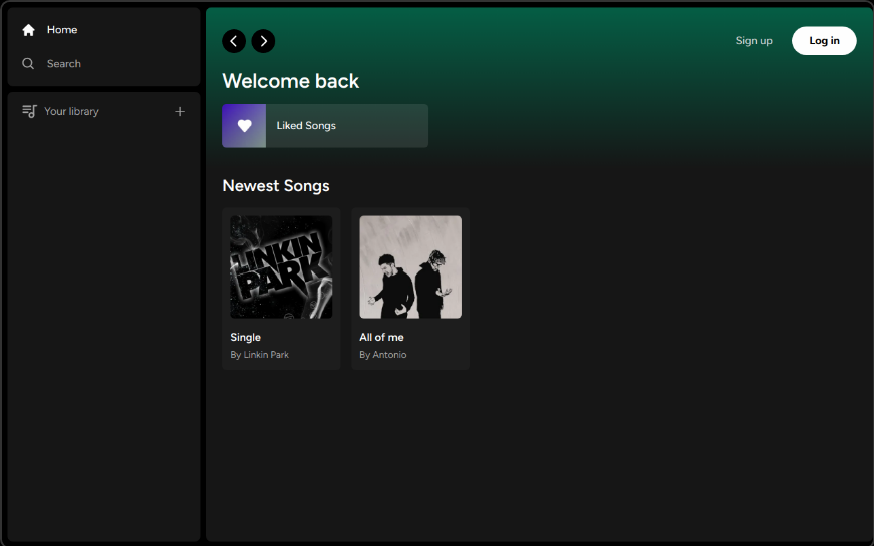 Home
Search
Your library
Sign up
Log in
Welcome back
Liked Songs
Newest Songs
LINKIN
PARK
Single
By Linkin Park
All of me
By Antonio